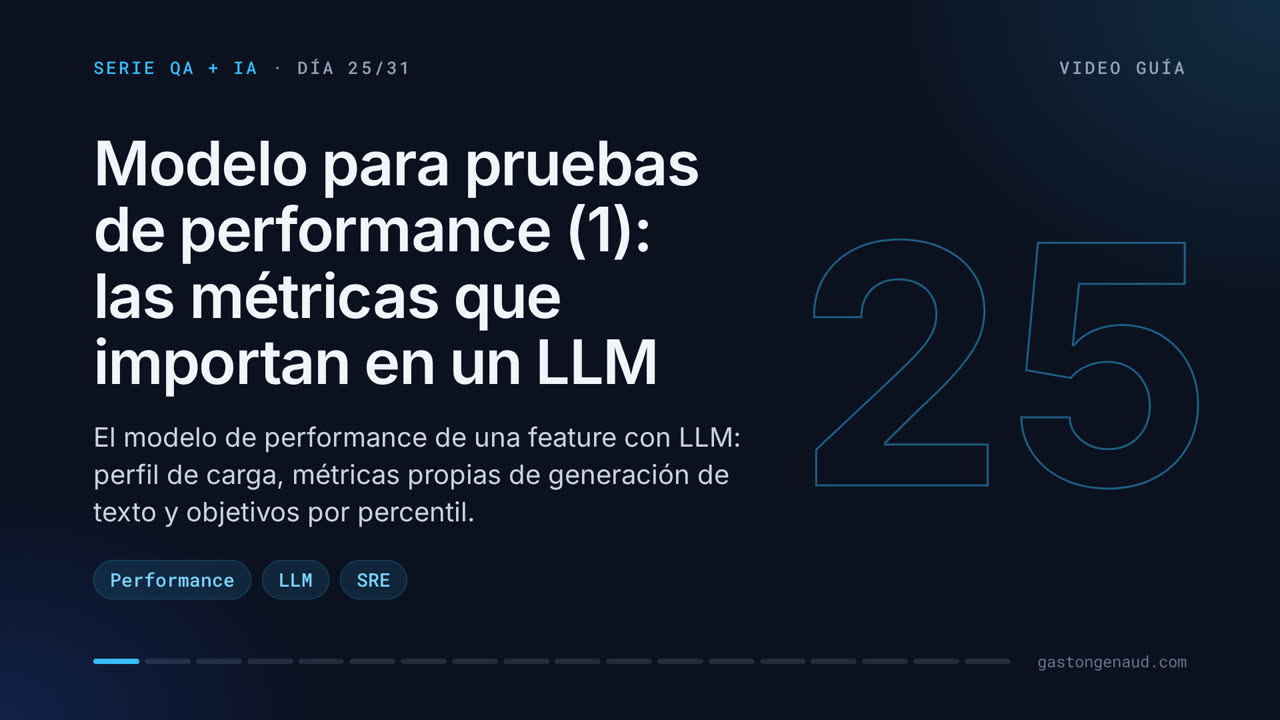 SERIE QA + IA · DÍA 25/31
VIDEO GUÍA
Modelo para pruebas
de performance (1):
las métricas que
importan en un LLM
25
El modelo de performance de una feature con LLM:
perfil de carga, métricas propias de generación de
texto y objetivos por percentil.
Performance
LLM
SRE
gastongenaud.com